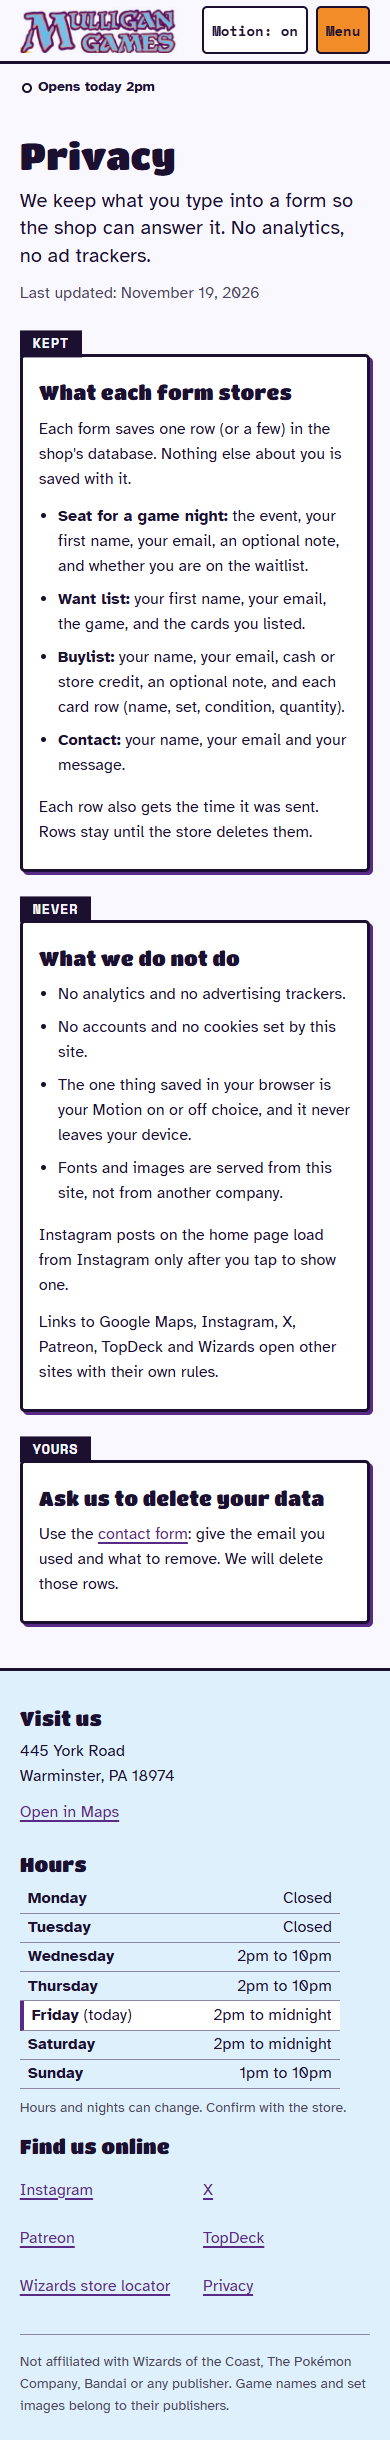 MULLIGAN
GAMES
Motion: on
Menu
Opens today 2pm
Privacy
We keep what you type into a form so
the shop can answer it. No analytics,
no ad trackers.
Last updated: November 19, 2026
KEPT
What each form stores
Each form saves one row (or a few) in the
shop's database. Nothing else about you is
saved with it.
• Seat for a game night: the event, your
first name, your email, an optional note,
and whether you are on the waitlist.
• Want list: your first name, your email,
the game, and the cards you listed.
• Buylist: your name, your email, cash or
store credit, an optional note, and each
card row (name, set, condition, quantity).
• Contact: your name, your email and your
message.
Each row also gets the time it was sent.
Rows stay until the store deletes them.
NEVER
What we do not do
• No analytics and no advertising trackers.
• No accounts and no cookies set by this
site.
• The one thing saved in your browser is
your Motion on or off choice, and it never
leaves your device.
• Fonts and images are served from this
site, not from another company.
Instagram posts on the home page load
from Instagram only after you tap to show
one.
Links to Google Maps, Instagram, X,
Patreon, TopDeck and Wizards open other
sites with their own rules.
YOURS
Ask us to delete your data
Use the contact form: give the email you
used and what to remove. We will delete
those rows.
Visit us
445 York Road
Warminster, PA 18974
Open in Maps
Hours
Monday Closed
Tuesday Closed
Wednesday 2pm to 10pm
Thursday 2pm to 10pm
Friday (today) 2pm to midnight
Saturday 2pm to midnight
Sunday 1pm to 10pm
Hours and nights can change. Confirm with the store.
Find us online
Instagram X
Patreon TopDeck
Wizards store locator Privacy
Not affiliated with Wizards of the Coast, The Pokémon
Company, Bandai or any publisher. Game names and set
images belong to their publishers.